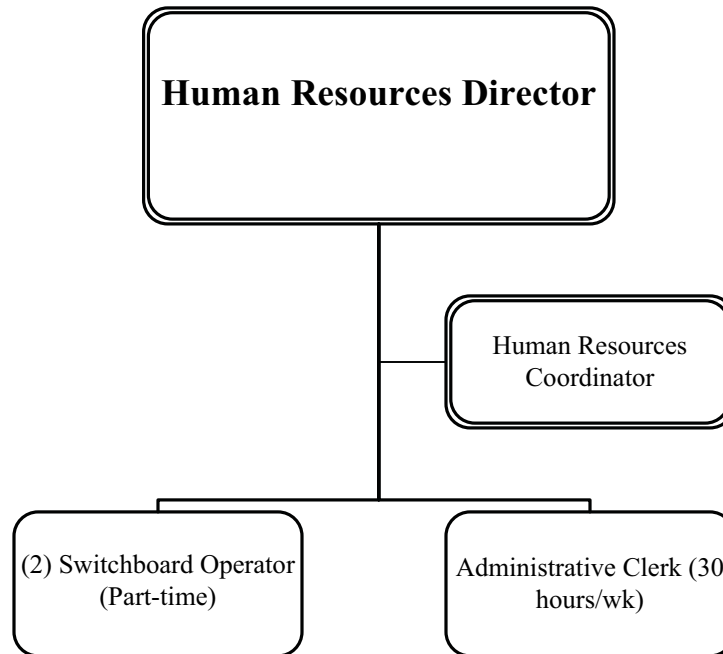 Human Resources Director
Human Resources
Coordinator
(2) Switchboard Operator
(Part-time)
Administrative Clerk (30
hours/wk)